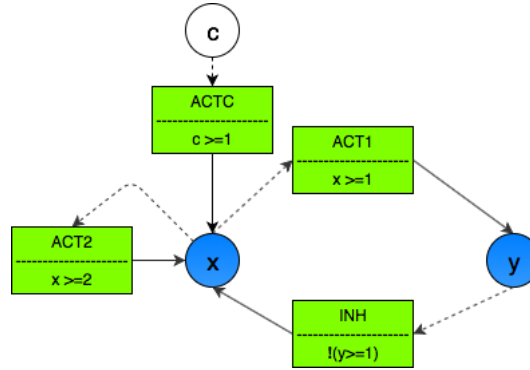 c
ACTC
c >=1
ACT1
x >=1
ACT2
x >=2
x
y
INH
!(y>=1)